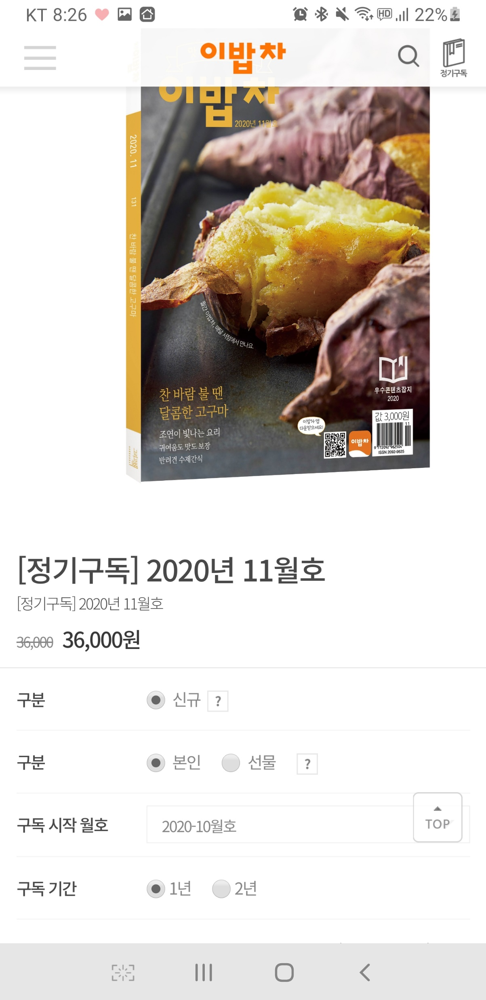 KT 8:26
HD 22%
이밥차
정기구독
이밥차
2020년 11월호
2020. 11
131
찬 바람 불 땐 달콤한 고구마
월간 이밥차, 매달 서점에서 만나요.
우수콘텐츠잡지
2020
찬 바람 불 땐
달콤한 고구마
조연이 빛나는 요리
귀여움도 맛도 보장
반려견 수제간식
이밥차 앱
다운받으세요!
이밥차
값 3,000원
11
9 772092 962504
ISSN 2092-9625
그리고책
[정기구독] 2020년 11월호
[정기구독] 2020년 11월호
36,000 36,000원
구분 신규 ?
구분 본인 선물 ?
구독 시작 월호 2020-10월호
TOP
구독 기간 1년 2년